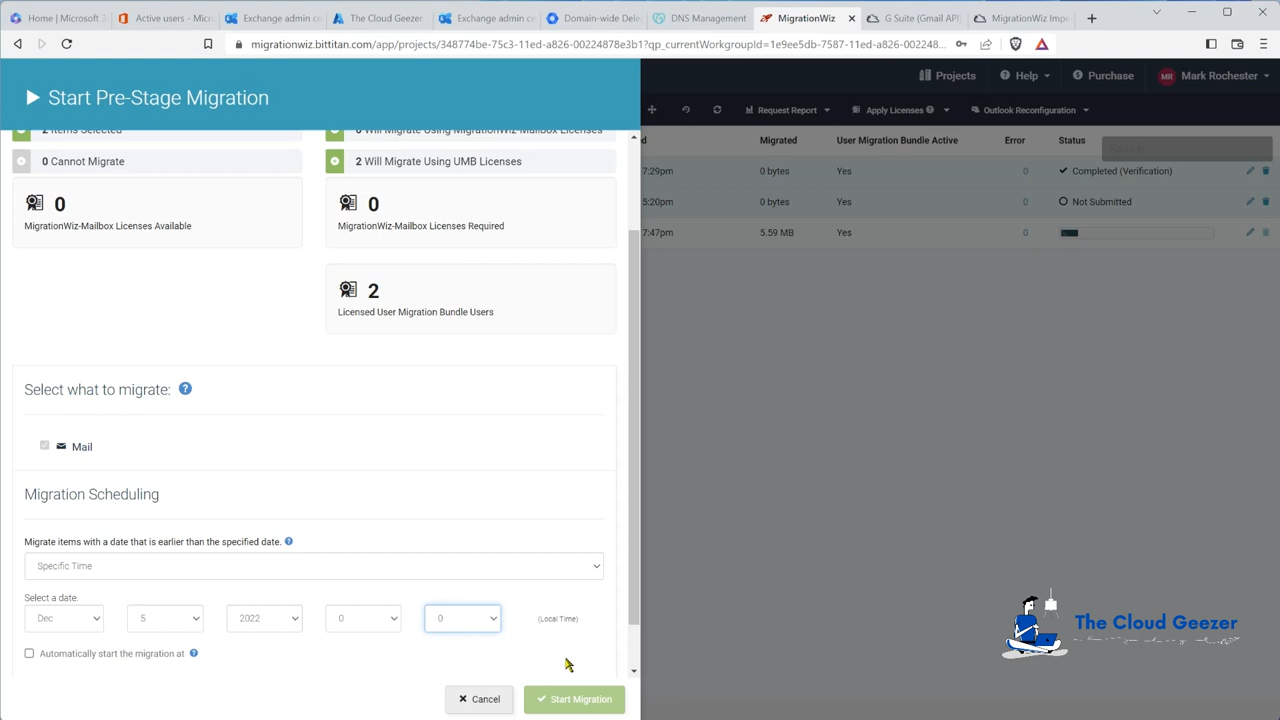 Home | Microsoft 3
Active users - Micro
Exchange admin ce
The Cloud Geezer
Exchange admin ce
Domain-wide Dele
DNS Management
MigrationWiz
G Suite (Gmail API)
MigrationWiz Impe
migrationwiz.bittitan.com/app/projects/348774be-75c3-11ed-a826-00224878e3b1?qp_currentWorkgroupId=1e9ee5db-7587-11ed-a826-002248...
Start Pre-Stage Migration
Projects
Help
Purchase
MR
Mark Rochester
Request Report
Apply Licenses
Outlook Reconfiguration
2 Items Selected
0 Will Migrate Using MigrationWiz-Mailbox Licenses
d
Migrated
User Migration Bundle Active
Error
Status
Search
0 Cannot Migrate
2 Will Migrate Using UMB Licenses
7:29pm
0 bytes
Yes
0
Completed (Verification)
5:20pm
0 bytes
Yes
0
Not Submitted
7:47pm
5.59 MB
Yes
0
0
MigrationWiz-Mailbox Licenses Available
0
MigrationWiz-Mailbox Licenses Required
2
Licensed User Migration Bundle Users
Select what to migrate:
Mail
Migration Scheduling
Migrate items with a date that is earlier than the specified date.
Specific Time
Select a date.
Dec
5
2022
0
0
(Local Time)
Automatically start the migration at
Cancel
Start Migration
The Cloud Geezer